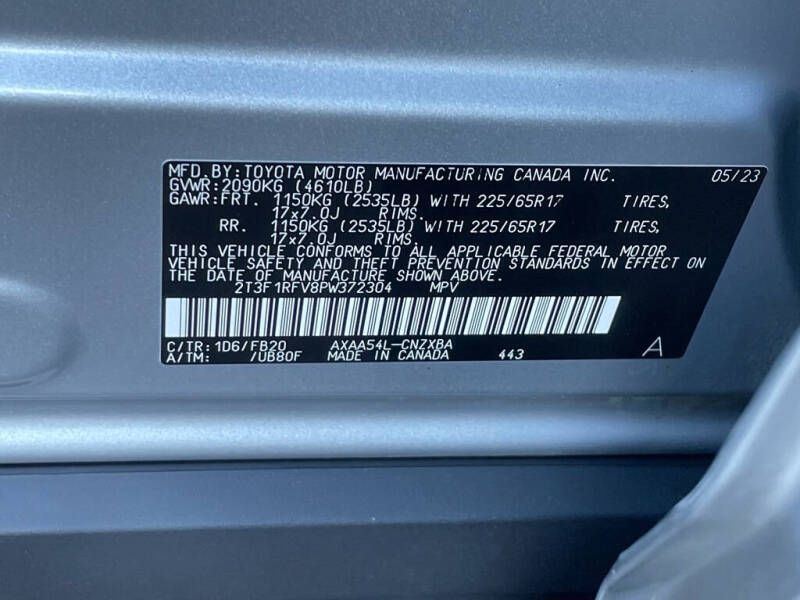 MFD.BY:TOYOTA MOTOR MANUFACTURING CANADA INC. 05/23
GVWR:2090KG (4610LB)
GAWR:FRT. 1150KG (2535LB) WITH 225/65R17 TIRES,
17x7.0J RIMS.
RR. 1150KG (2535LB) WITH 225/65R17 TIRES,
17x7.0J RIMS.
THIS VEHICLE CONFORMS TO ALL APPLICABLE FEDERAL MOTOR
VEHICLE SAFETY AND THEFT PREVENTION STANDARDS IN EFFECT ON
THE DATE OF MANUFACTURE SHOWN ABOVE.
2T3F1RFV8PW372304 MPV
C/TR:1D6/FB20 AXAA54L-CNZXBA
A/TM: /UB80F MADE IN CANADA 443 A